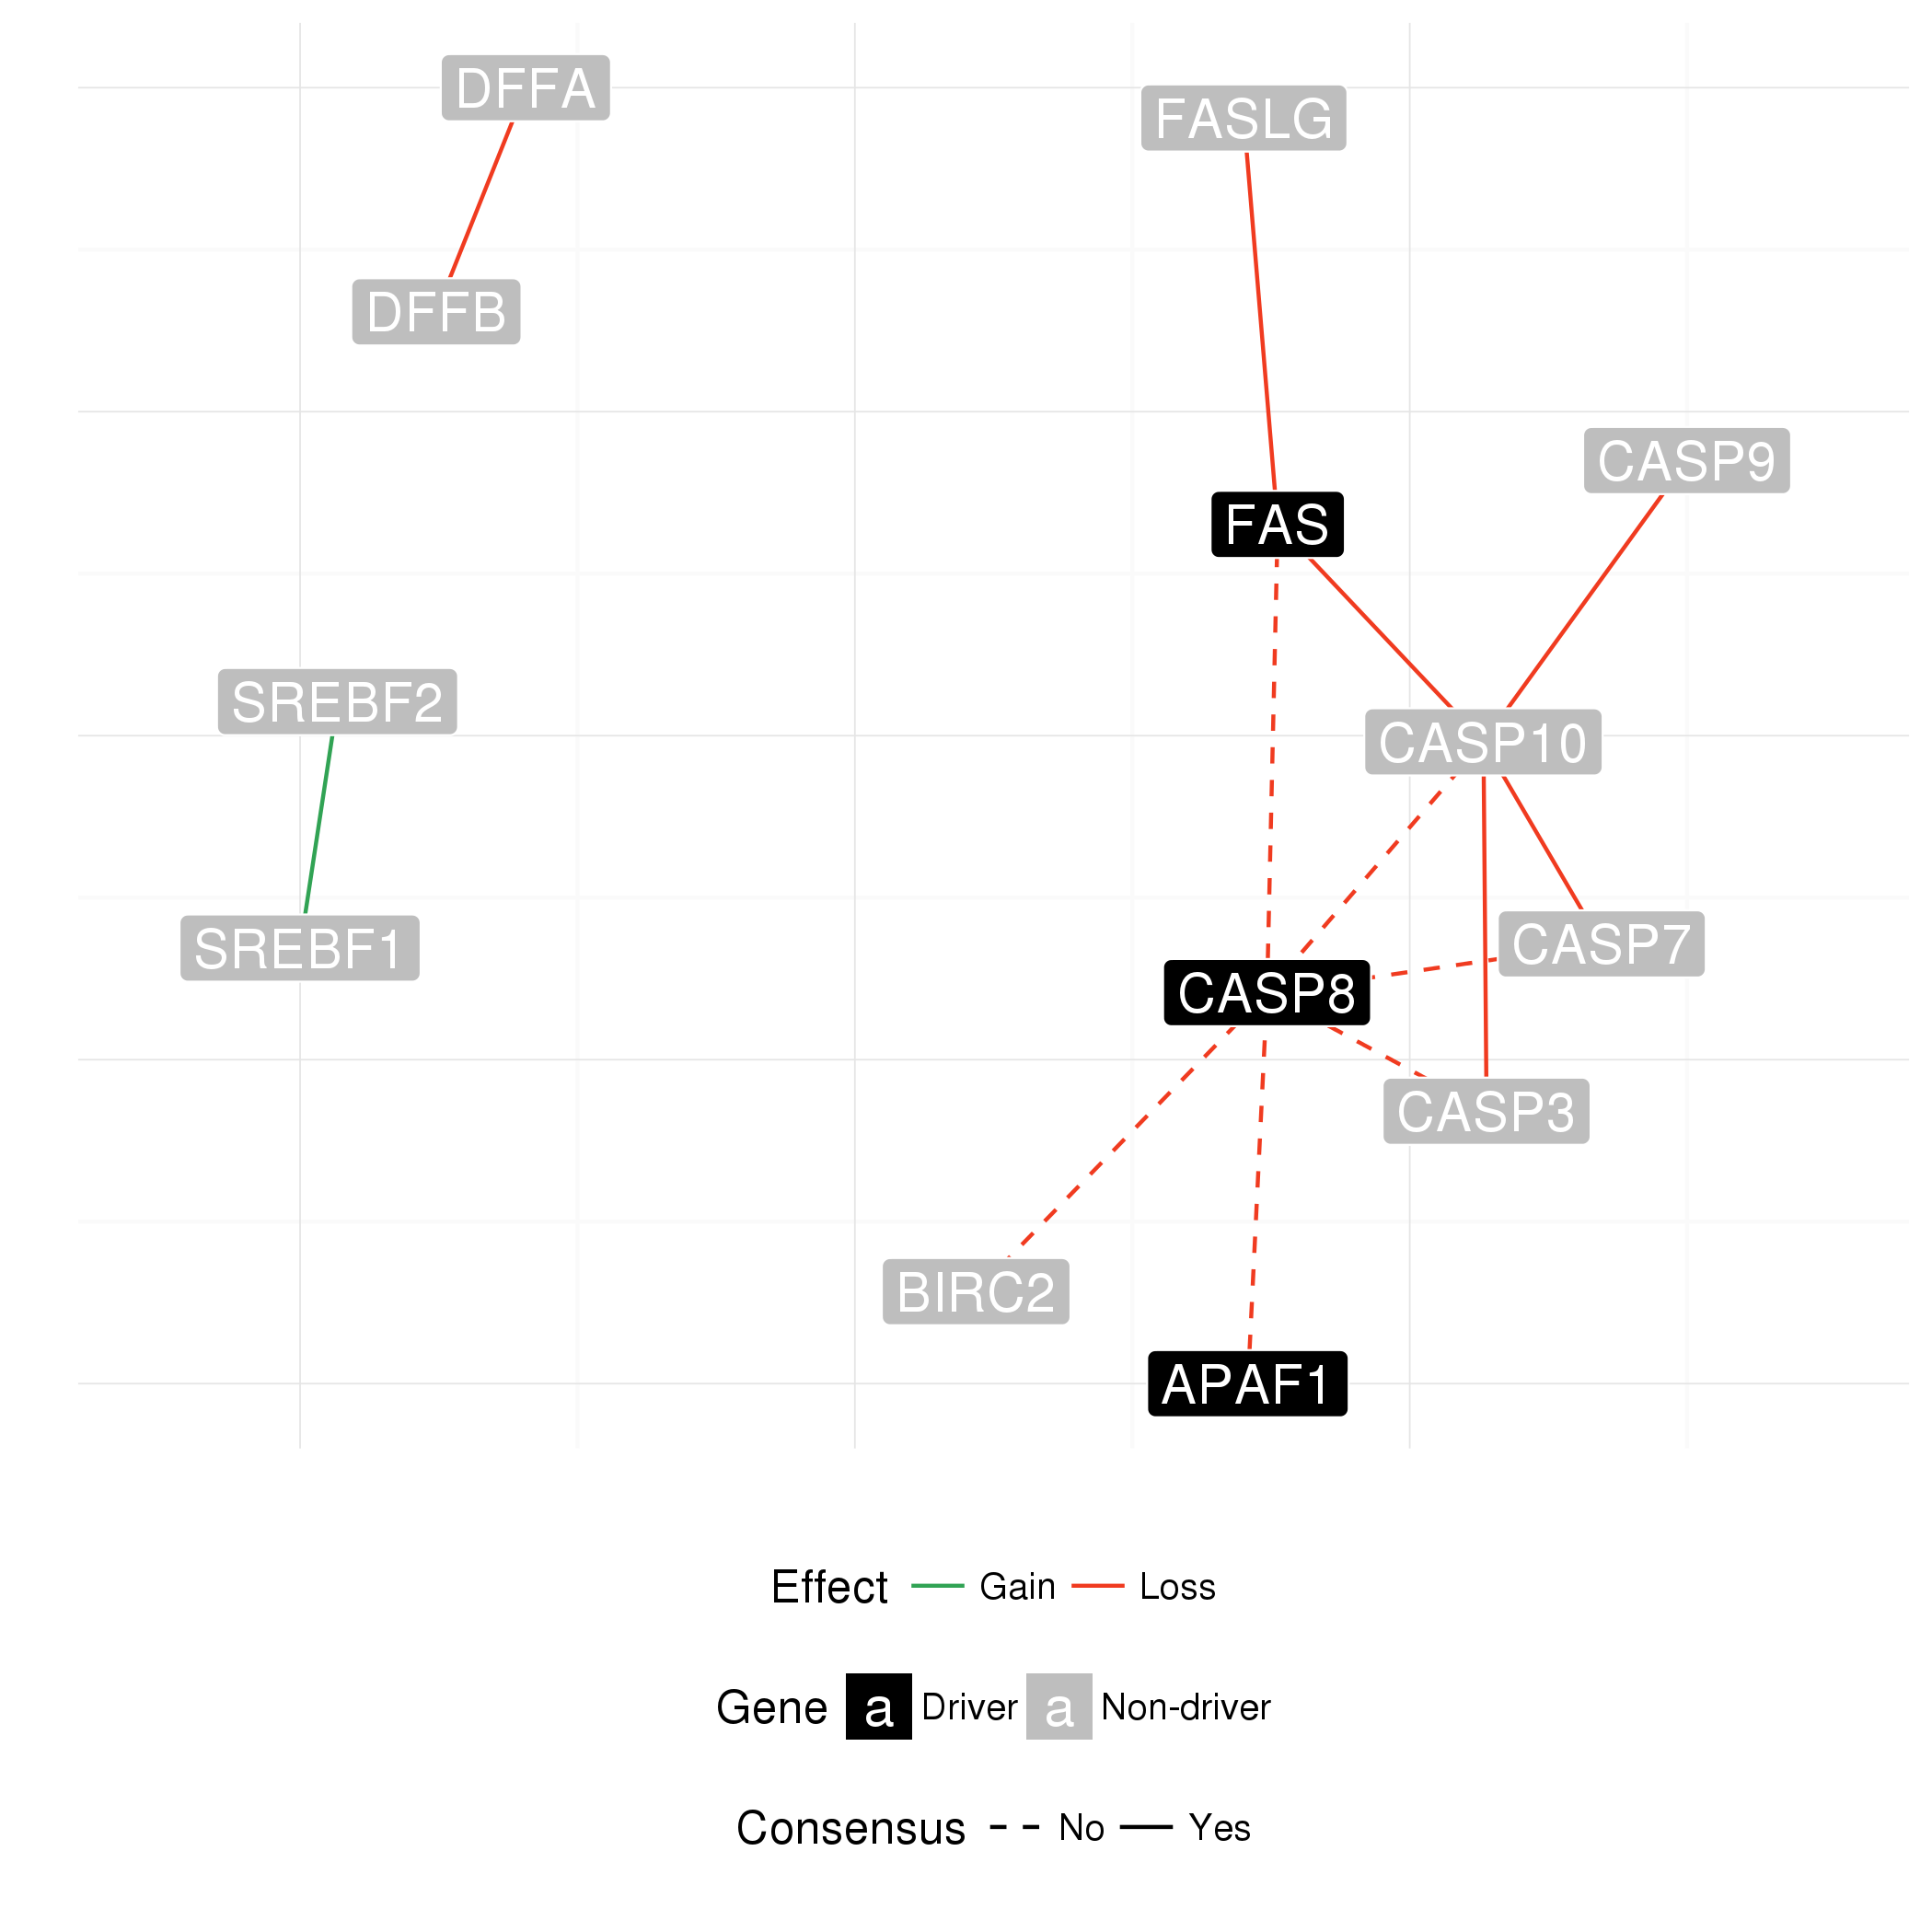 DFFA
FASLG
DFFB
CASP9
FAS
SREBF2
CASP10
SREBF1
CASP7
CASP8
CASP3
BIRC2
APAF1
Effect Gain Loss
Gene a Driver a Non-driver
Consensus No Yes